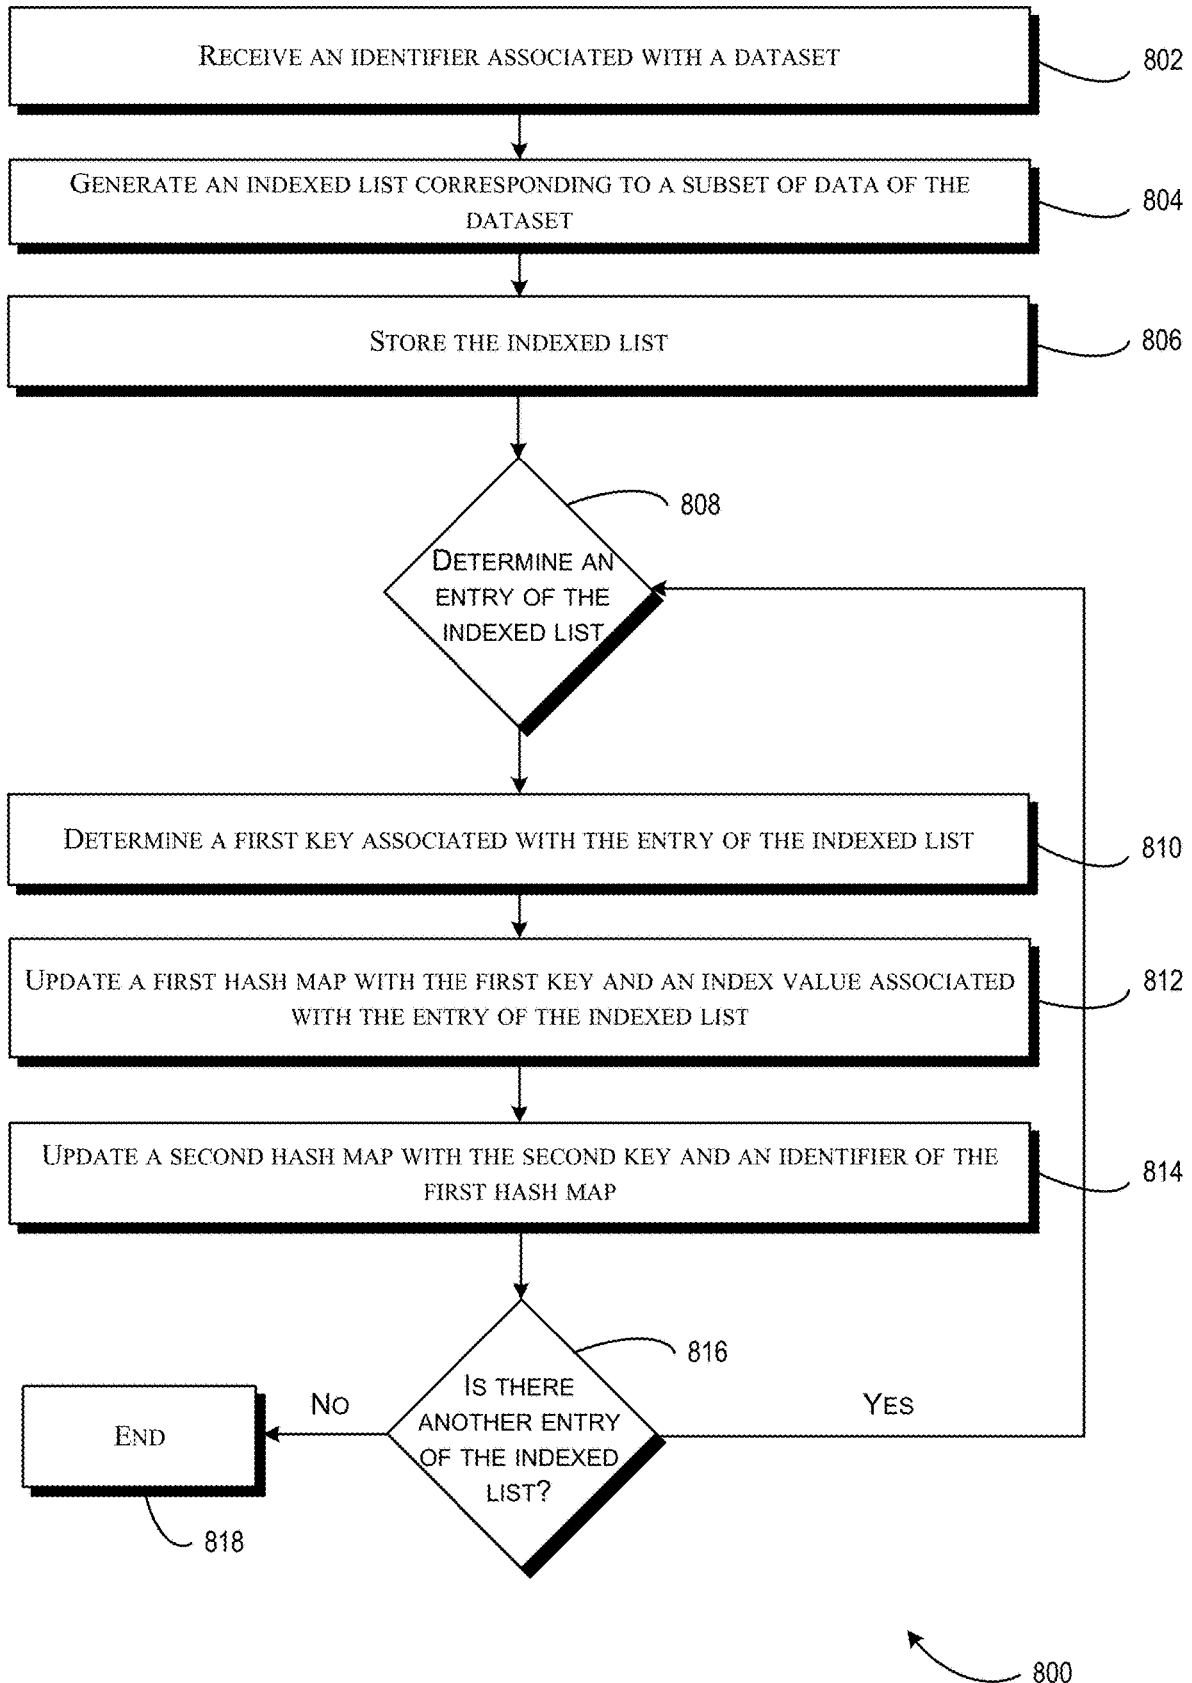 RECEIVE AN IDENTIFIER ASSOCIATED WITH A DATASET
802
GENERATE AN INDEXED LIST CORRESPONDING TO A SUBSET OF DATA OF THE
DATASET
804
STORE THE INDEXED LIST
806
808
DETERMINE AN
ENTRY OF THE
INDEXED LIST
DETERMINE A FIRST KEY ASSOCIATED WITH THE ENTRY OF THE INDEXED LIST
810
UPDATE A FIRST HASH MAP WITH THE FIRST KEY AND AN INDEX VALUE ASSOCIATED
WITH THE ENTRY OF THE INDEXED LIST
812
UPDATE A SECOND HASH MAP WITH THE SECOND KEY AND AN IDENTIFIER OF THE
FIRST HASH MAP
814
816
IS THERE
ANOTHER ENTRY
OF THE INDEXED
LIST?
NO
YES
END
818
800